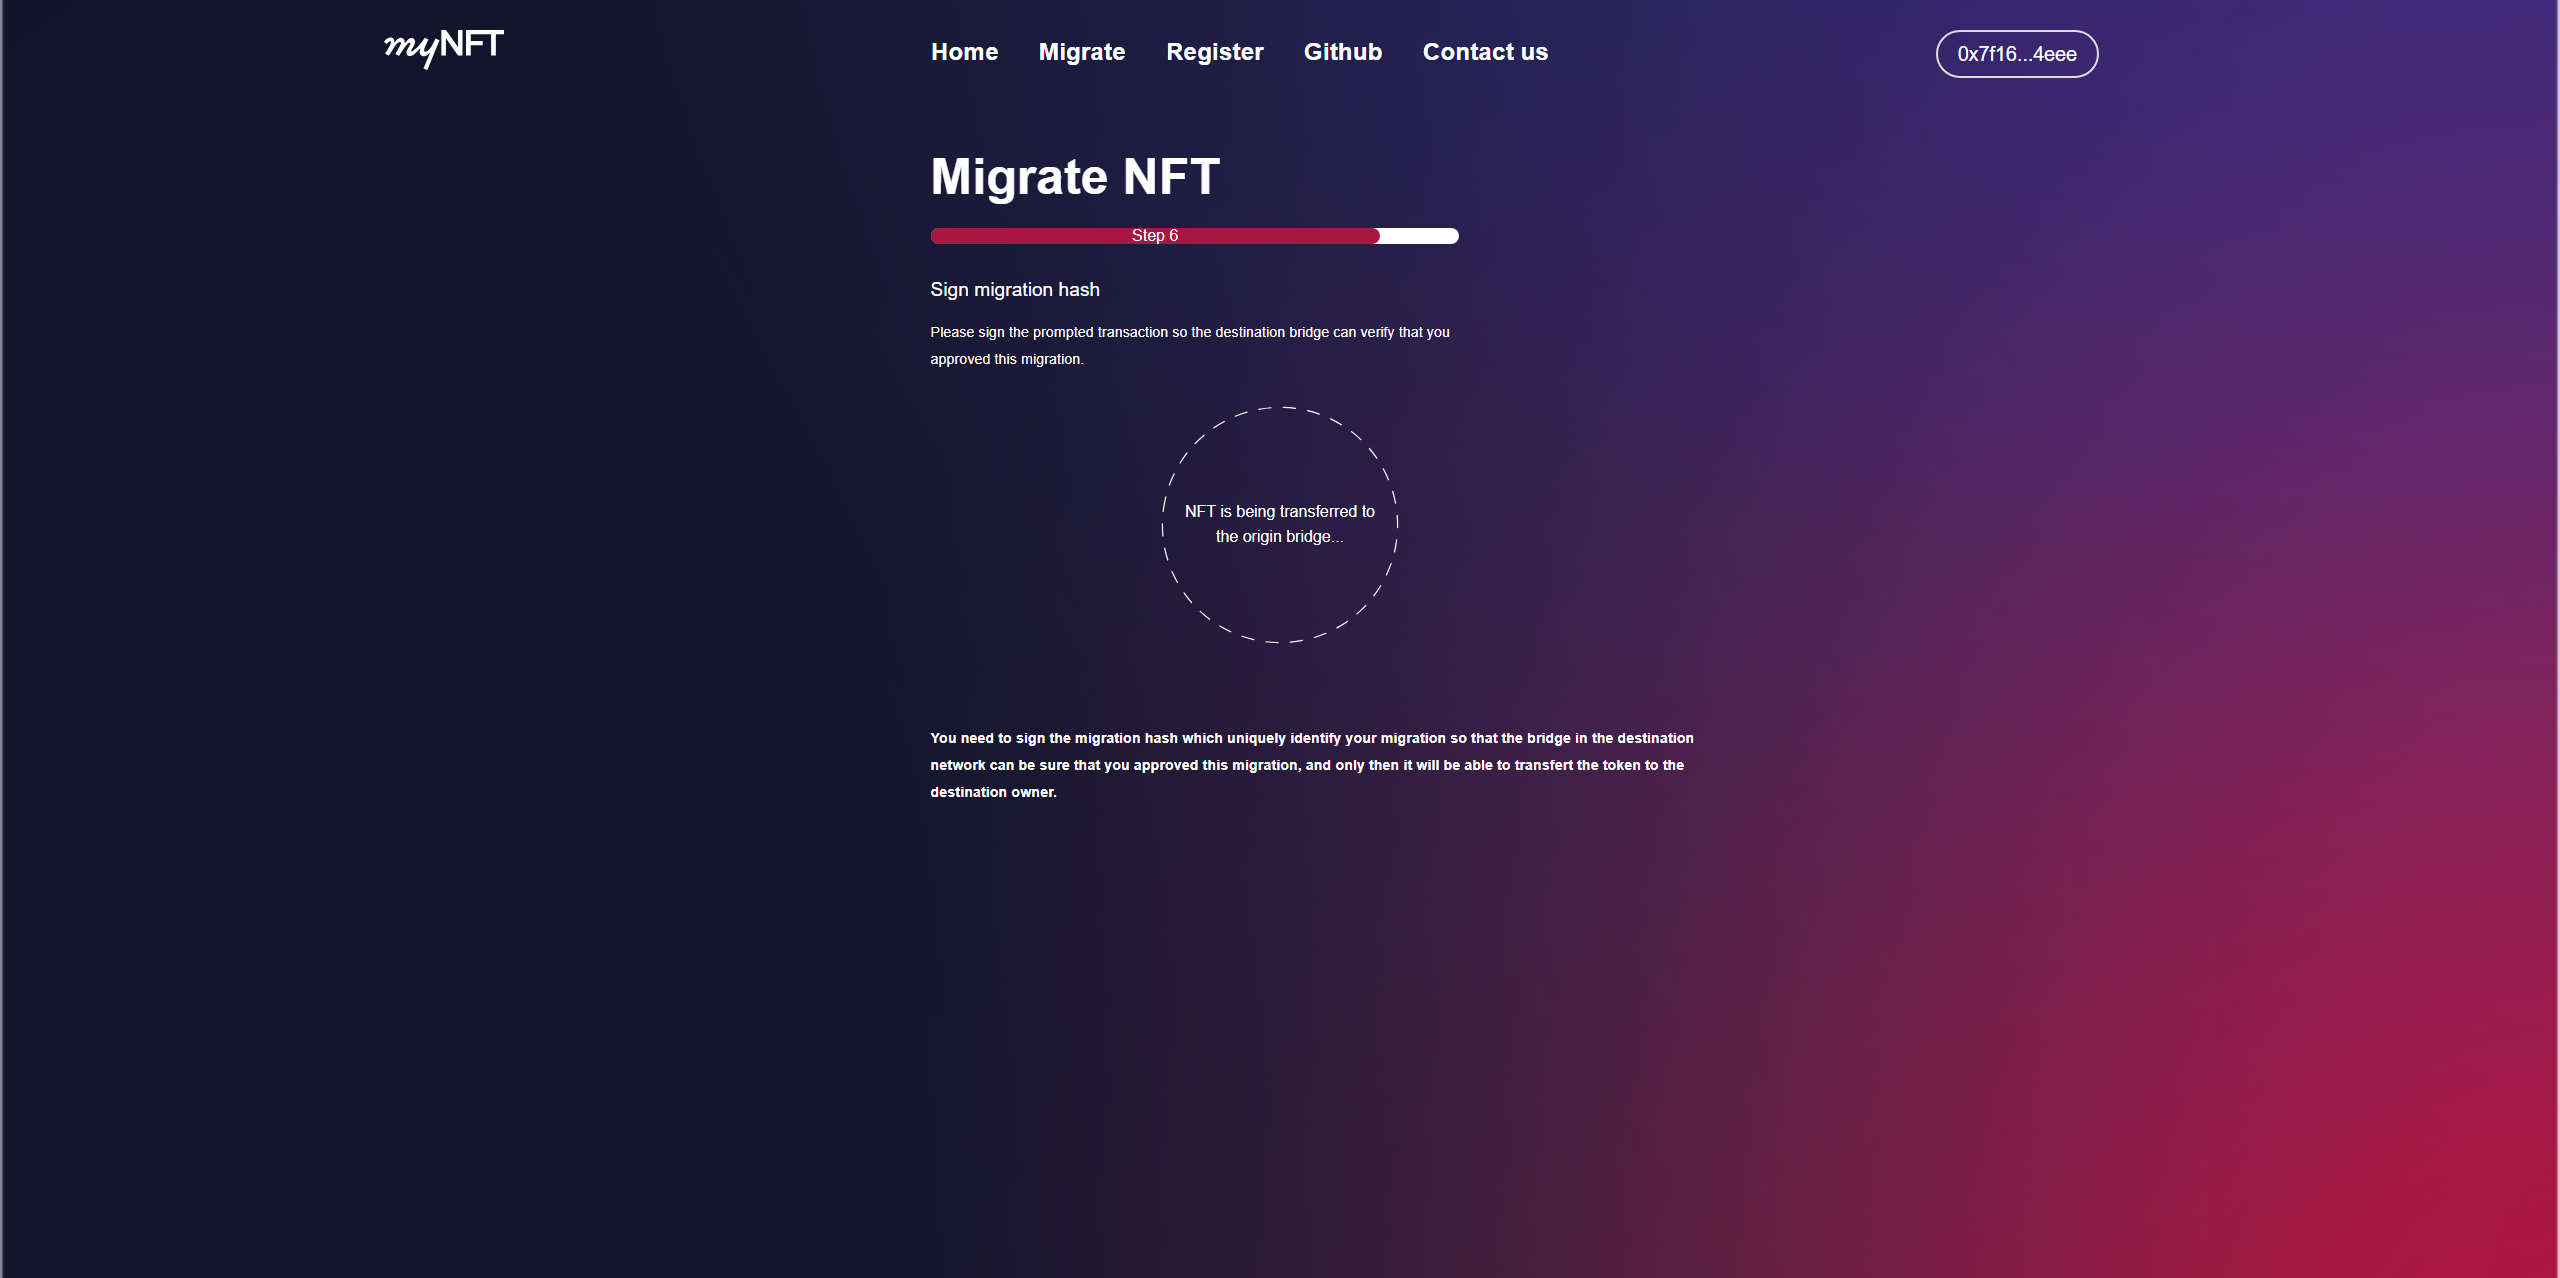 myNFT
Home Migrate Register Github Contact us
0x7f16...4eee
Migrate NFT
Step 6
Sign migration hash
Please sign the prompted transaction so the destination bridge can verify that you
approved this migration.
NFT is being transferred to
the origin bridge...
You need to sign the migration hash which uniquely identify your migration so that the bridge in the destination
network can be sure that you approved this migration, and only then it will be able to transfert the token to the
destination owner.